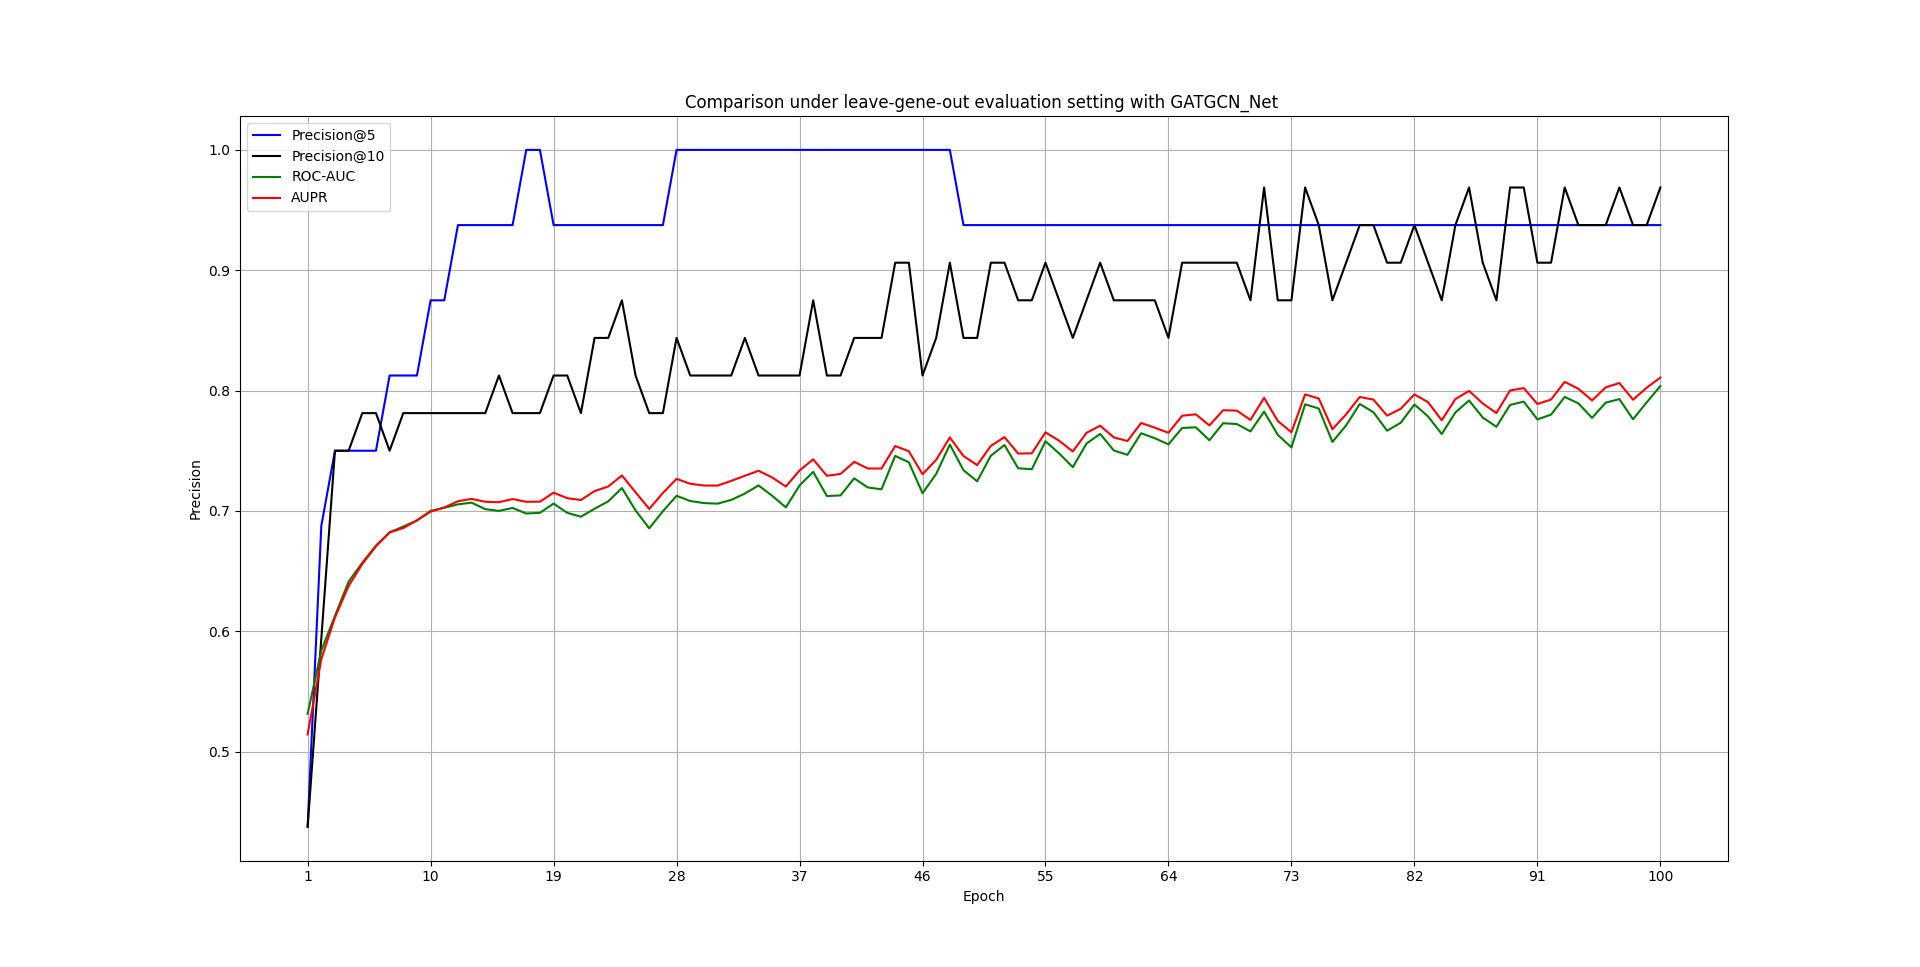 Comparison under leave-gene-out evaluation setting with GATGCN_Net
Precision@5
Precision@10
ROC-AUC
AUPR
1.0
0.9
0.8
0.7
0.6
0.5
Precision
1 10 19 28 37 46 55 64 73 82 91 100
Epoch